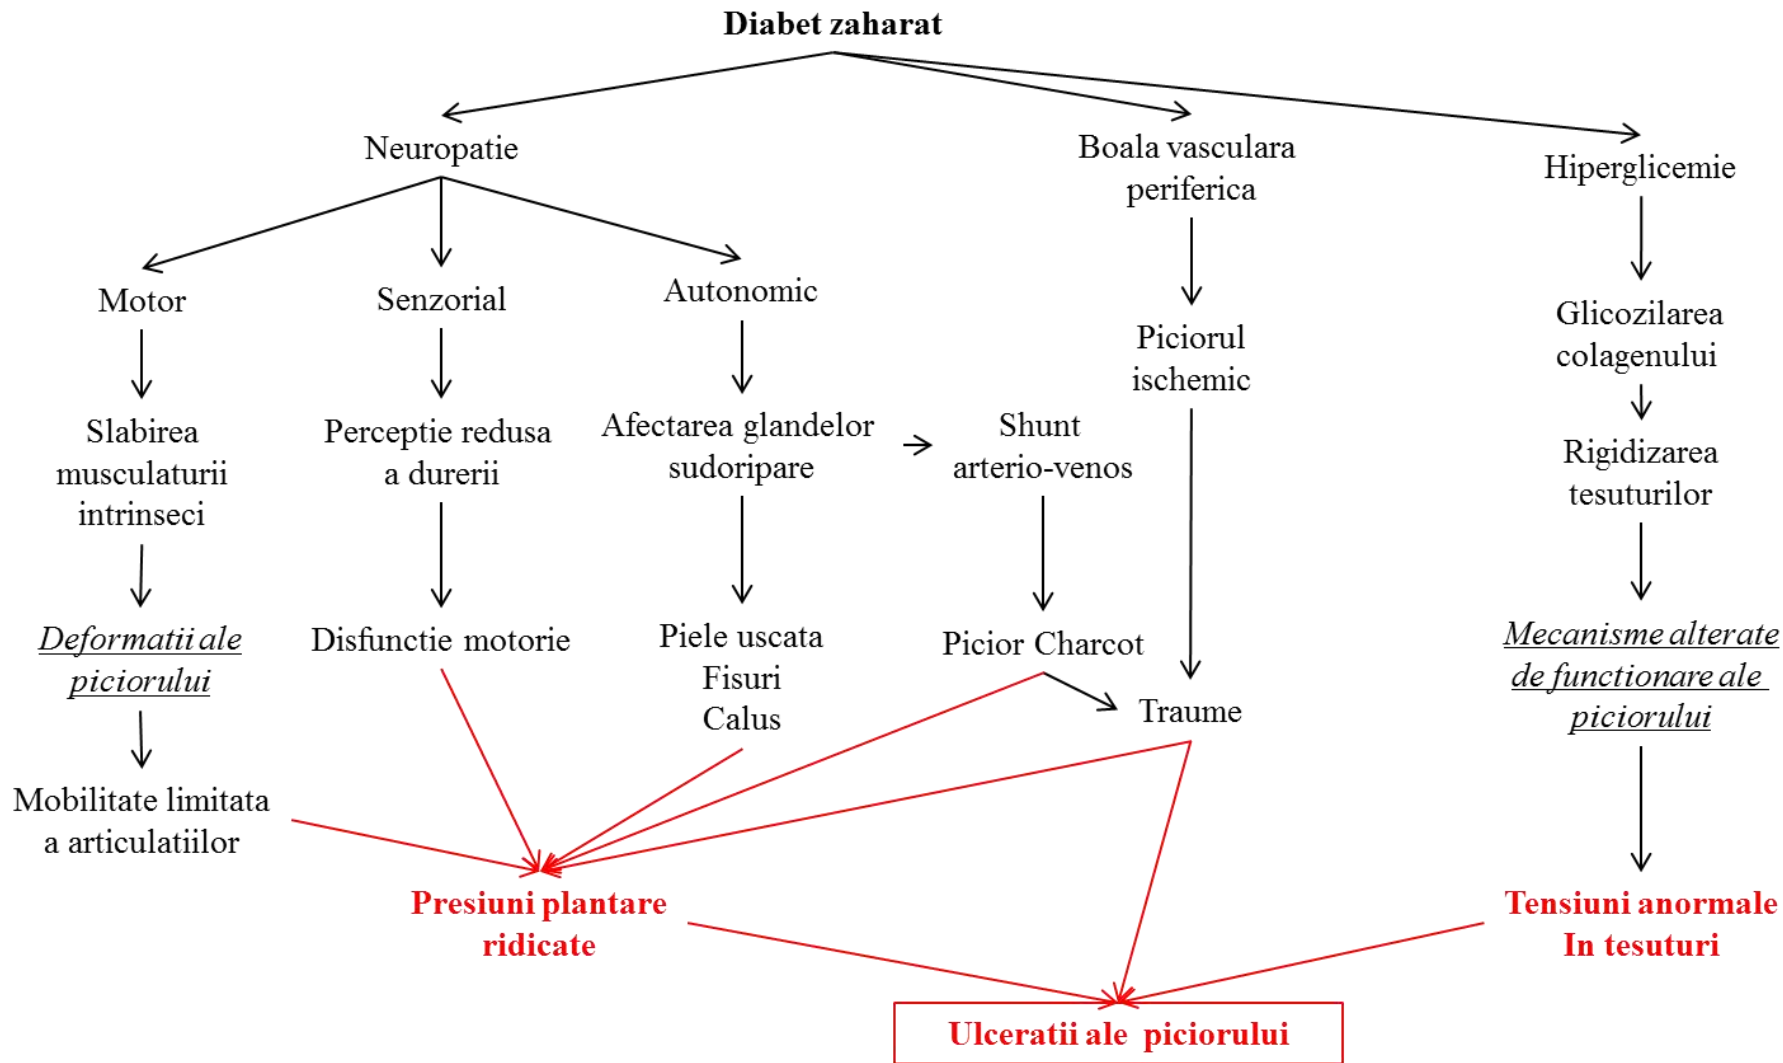 Diabet zaharat
Neuropatie
Boala vasculara
periferica
Hiperglicemie
Motor
Senzorial
Autonomic
Piciorul
ischemic
Glicozilarea
colagenului
Slabirea
musculaturii
intrinseci
Perceptie redusa
a durerii
Afectarea glandelor
sudoripare
Shunt
arterio-venos
Rigidizarea
tesuturilor
Deformatii ale
piciorului
Disfunctie motorie
Piele uscata
Fisuri
Calus
Picior Charcot
Traume
Mecanisme alterate
de functionare ale
piciorului
Mobilitate limitata
a articulatiilor
Presiuni plantare
ridicate
Tensiuni anormale
In tesuturi
Ulceratii ale piciorului